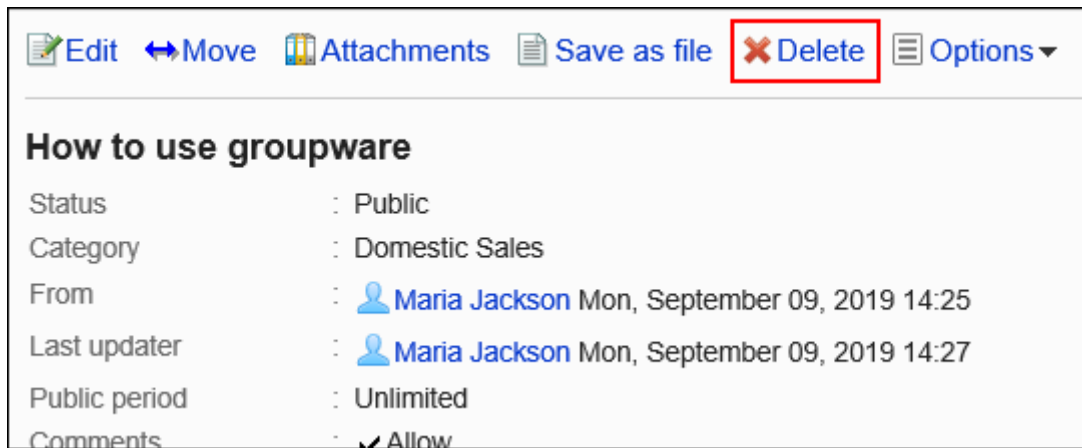 Edit Move Attachments Save as file Delete Options
How to use groupware
Status : Public
Category : Domestic Sales
From : Maria Jackson Mon, September 09, 2019 14:25
Last updater : Maria Jackson Mon, September 09, 2019 14:27
Public period : Unlimited
Comments : Allow